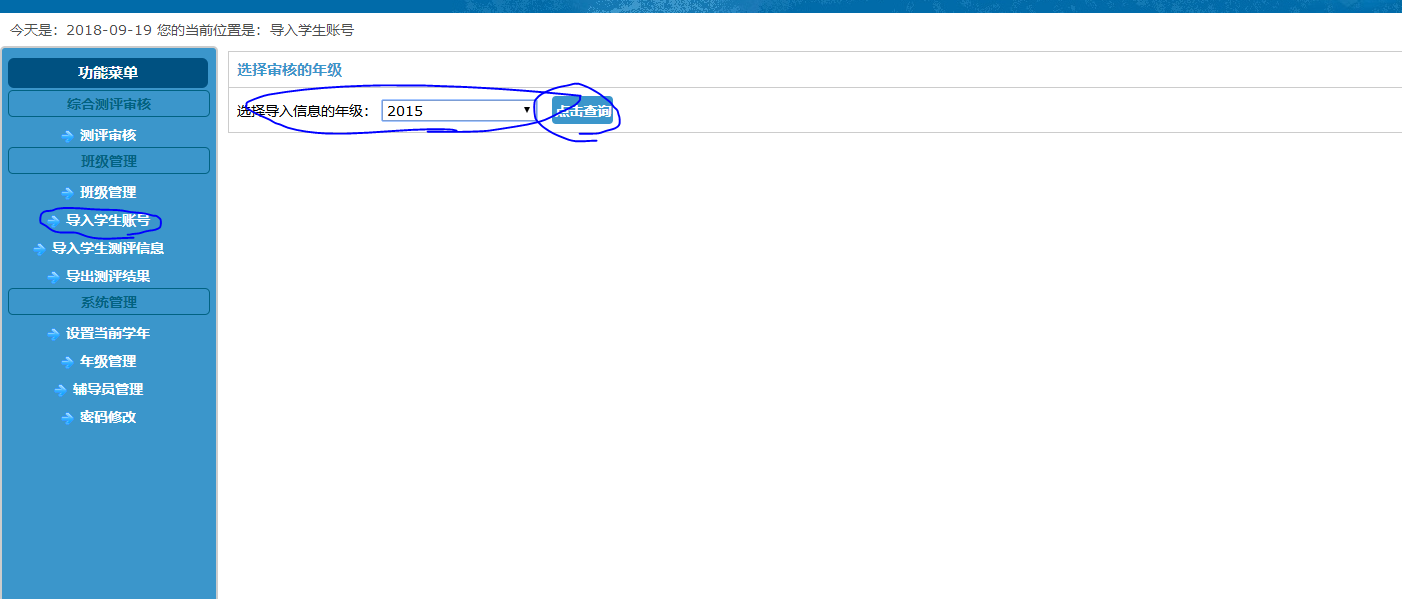 今天是：2018-09-19 您的当前位置是：导入学生账号
功能菜单
综合测评审核
测评审核
班级管理
班级管理
导入学生账号
导入学生测评信息
导出测评结果
系统管理
设置当前学年
年级管理
辅导员管理
密码修改
选择审核的年级
选择导入信息的年级： 2015 点击查询